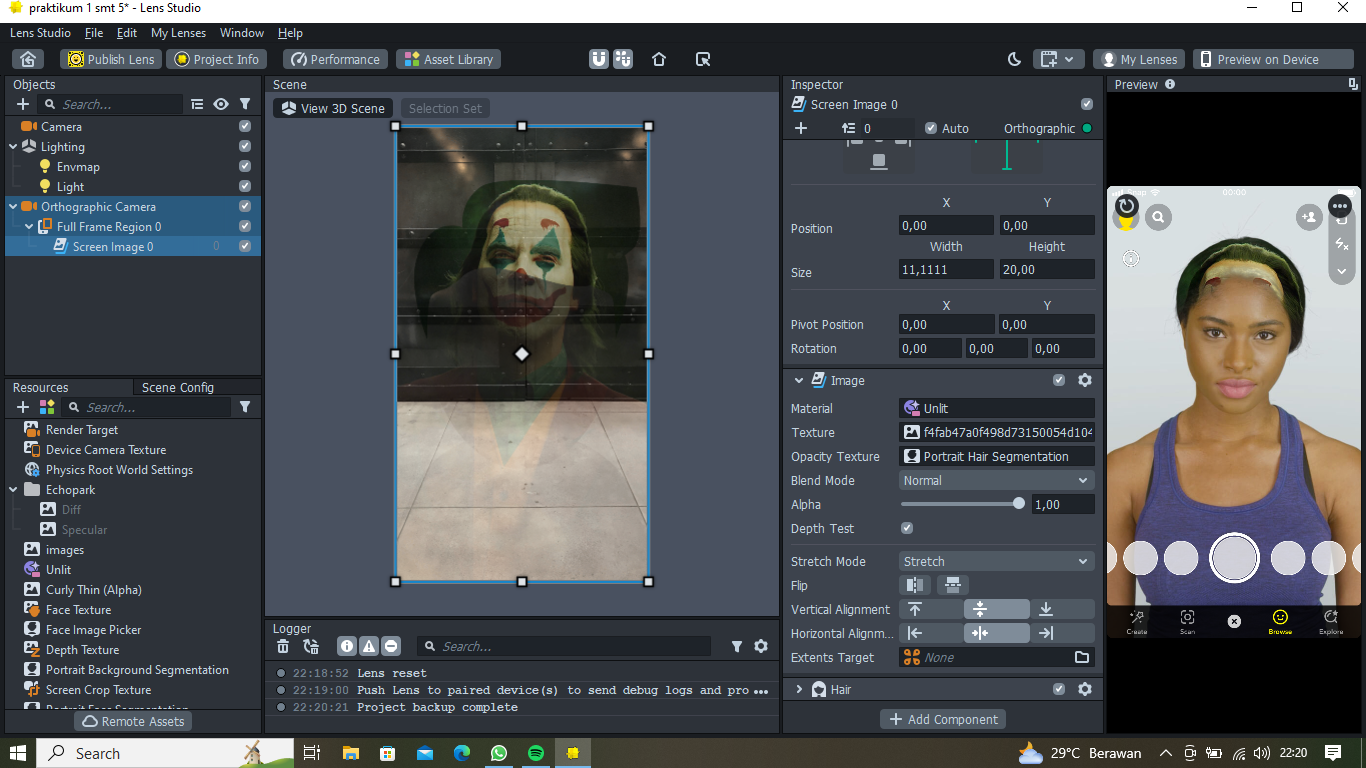 praktikum 1 smt 5* - Lens Studio
Lens Studio File Edit My Lenses Window Help
Publish Lens Project Info Performance Asset Library My Lenses Preview on Device
Objects
Search...
Camera
Lighting
Envmap
Light
Orthographic Camera
Full Frame Region 0
Screen Image 0 0
Resources Scene Config
Search...
Render Target
Device Camera Texture
Physics Root World Settings
Echopark
Diff
Specular
images
Unlit
Curly Thin (Alpha)
Face Texture
Face Image Picker
Depth Texture
Portrait Background Segmentation
Screen Crop Texture
Portrait Face Segmentation
Remote Assets
Scene
View 3D Scene Selection Set
Logger
Search...
22:18:52 Lens reset
22:19:00 Push Lens to paired device(s) to send debug logs and pro •••
22:20:21 Project backup complete
Inspector
Screen Image 0
0 Auto Orthographic
X Y
Position 0,00 0,00
Width Height
Size 11,1111 20,00
X Y
Pivot Position 0,00 0,00
Rotation 0,00 0,00 0,00
Image
Material Unlit
Texture f4fab47a0f498d73150054d104
Opacity Texture Portrait Hair Segmentation
Blend Mode Normal
Alpha 1,00
Depth Test
Stretch Mode Stretch
Flip
Vertical Alignment
Horizontal Alignm...
Extents Target None
Hair
Add Component
Preview
Snap 00:00
Create Scan Browse Explore
Search 29°C Berawan 22:20